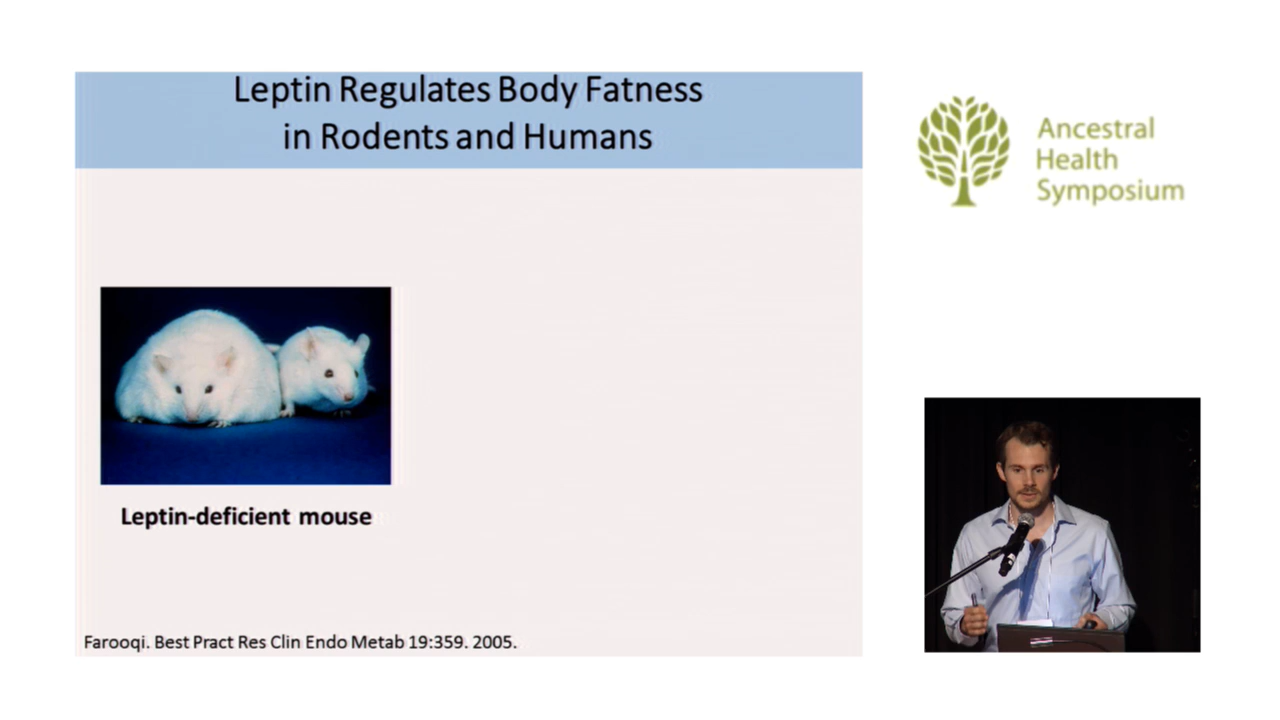 Leptin Regulates Body Fatness
in Rodents and Humans
Leptin-deficient mouse
Farooqi. Best Pract Res Clin Endo Metab 19:359. 2005.
Ancestral
Health
Symposium